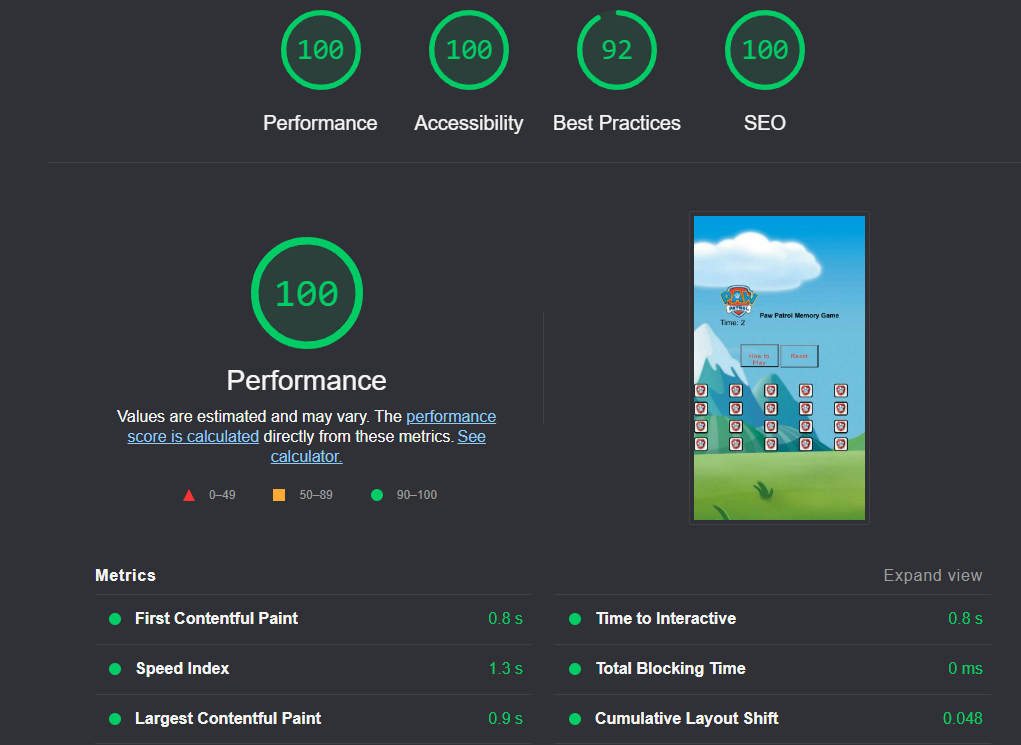 100 100 92 100
Performance Accessibility Best Practices SEO
100
Performance
Values are estimated and may vary. The performance
score is calculated directly from these metrics. See
calculator.
0–49 50–89 90–100
PAW
PATROL
Paw Patrol Memory Game
Time: 2
How to
Play
Reset
Metrics
Expand view
First Contentful Paint 0.8 s
Time to Interactive 0.8 s
Speed Index 1.3 s
Total Blocking Time 0 ms
Largest Contentful Paint 0.9 s
Cumulative Layout Shift 0.048